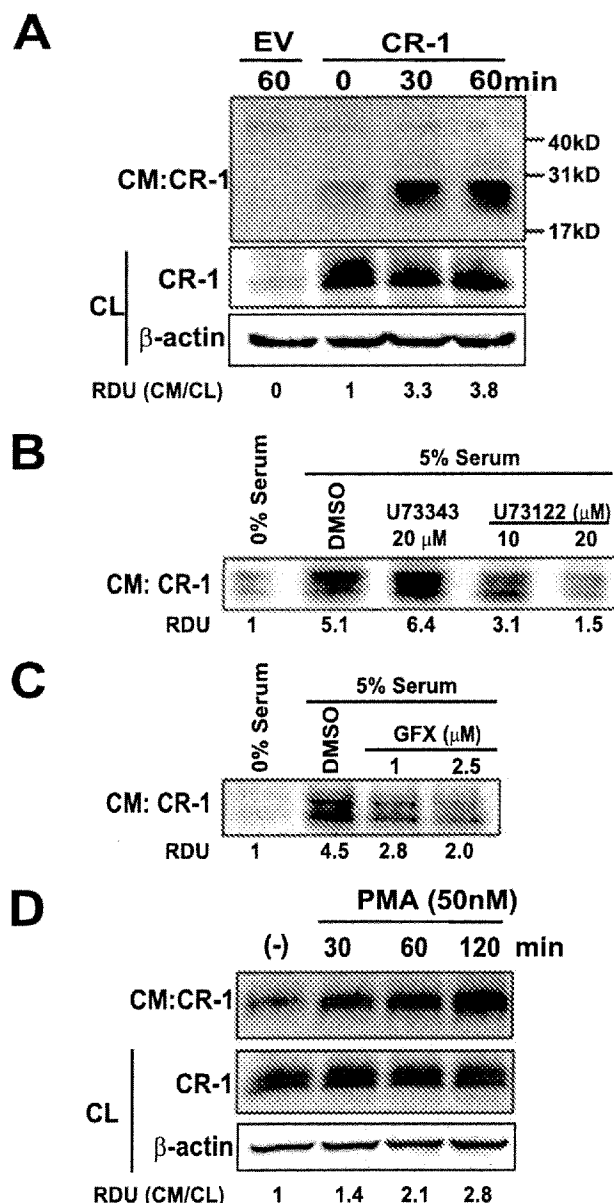 A
EV CR-1
60 0 30 60min
CM:CR-1
40kD
31kD
17kD
CL
CR-1
β-actin
RDU (CM/CL) 0 1 3.3 3.8
B
5% Serum
0% Serum
DMSO
U73343
20 μM
U73122 (μM)
10 20
CM: CR-1
RDU 1 5.1 6.4 3.1 1.5
C
5% Serum
0% Serum
DMSO
GFX (μM)
1 2.5
CM: CR-1
RDU 1 4.5 2.8 2.0
D
PMA (50nM)
(-) 30 60 120 min
CM:CR-1
CL
CR-1
β-actin
RDU (CM/CL) 1 1.4 2.1 2.8